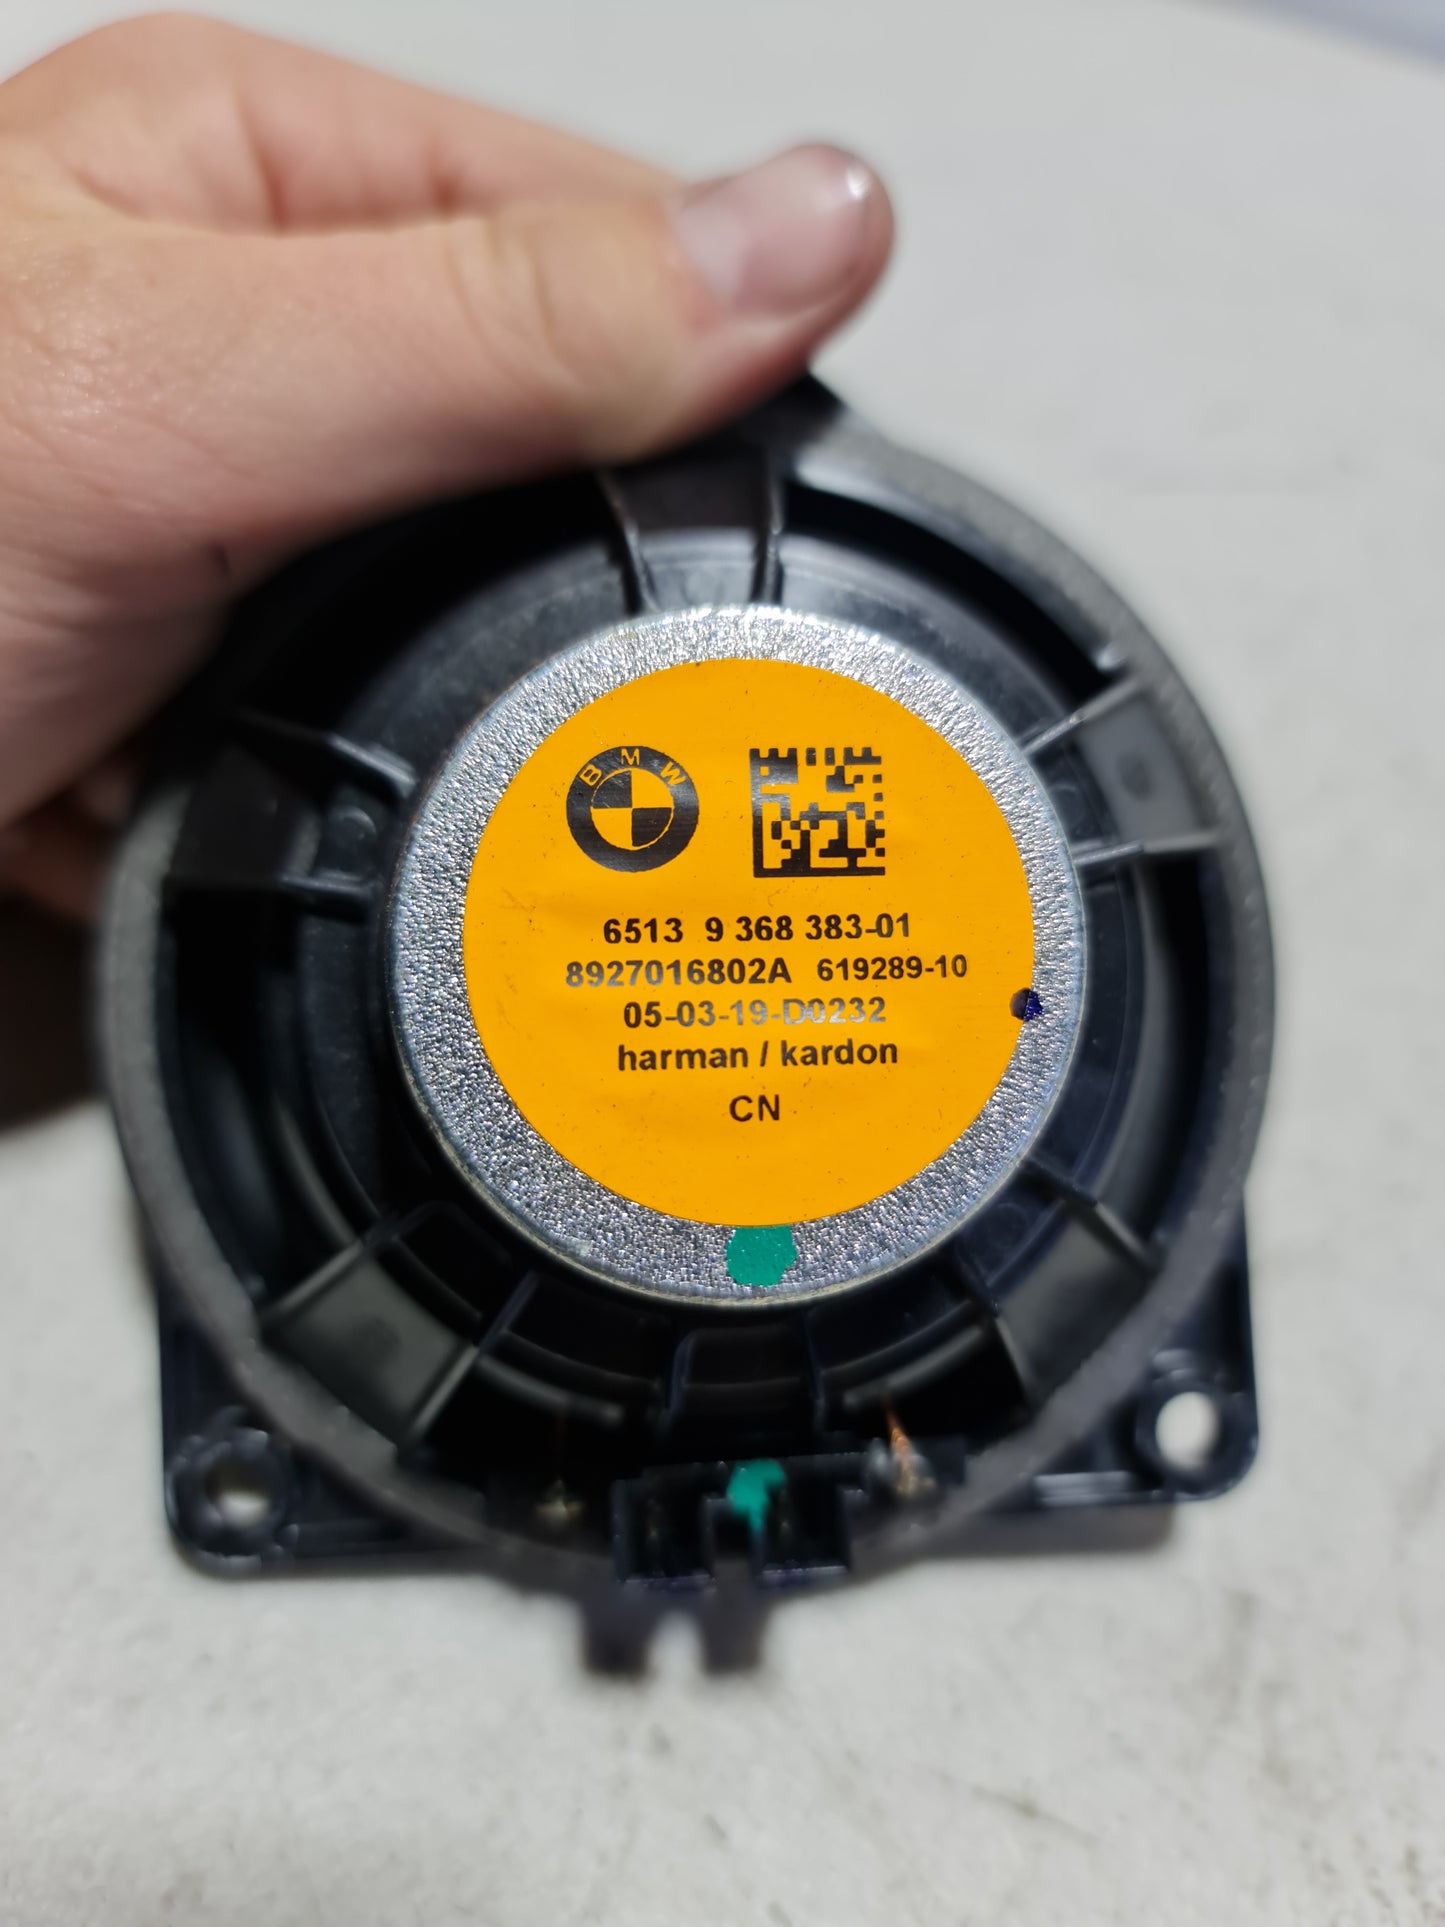 BMW
6513 9 368 383-01
8927016802A 619289-10
05-03-19-D0232
harman / kardon
CN